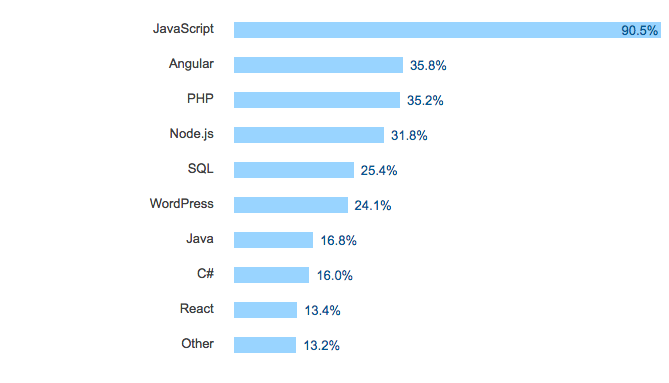 JavaScript 90.5%
Angular 35.8%
PHP 35.2%
Node.js 31.8%
SQL 25.4%
WordPress 24.1%
Java 16.8%
C# 16.0%
React 13.4%
Other 13.2%